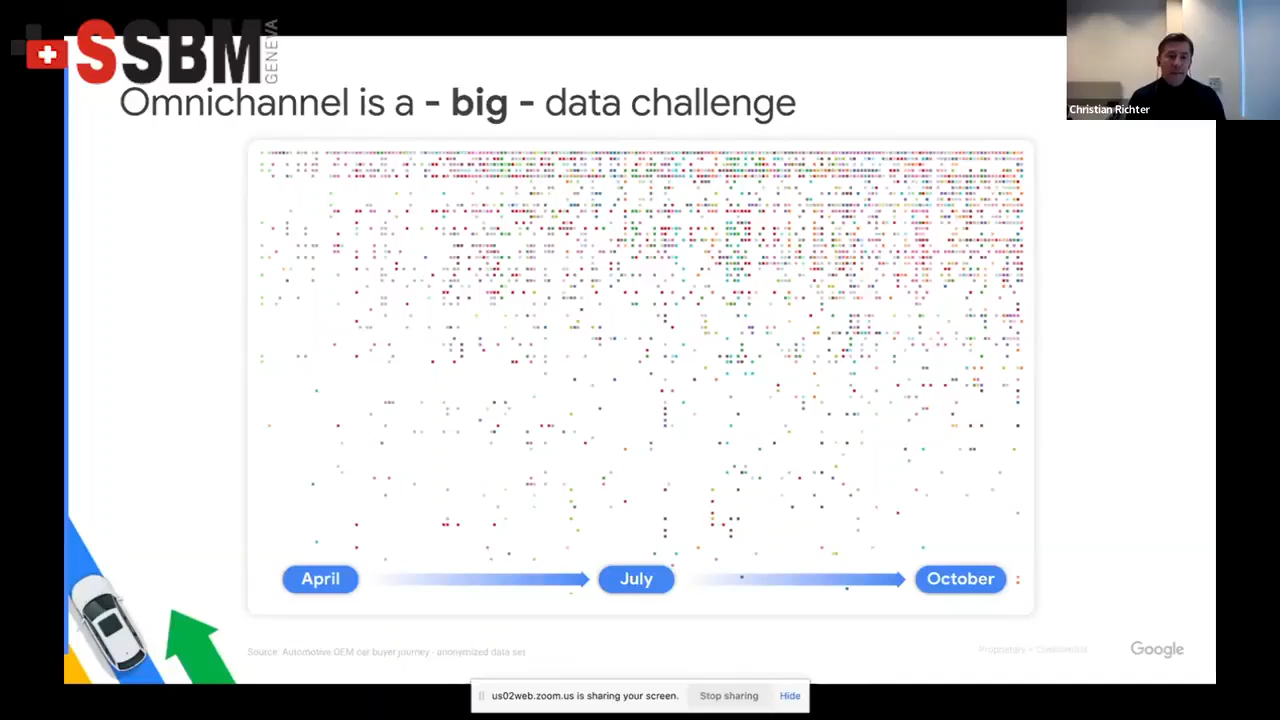 SSBM
GENEVA
Omnichannel is a - big - data challenge
Christian Richter
April
July
October
Source: Automotive OEM car buyer journey - anonymized data set
Proprietary + Confidential
Google
us02web.zoom.us is sharing your screen.
Stop sharing
Hide